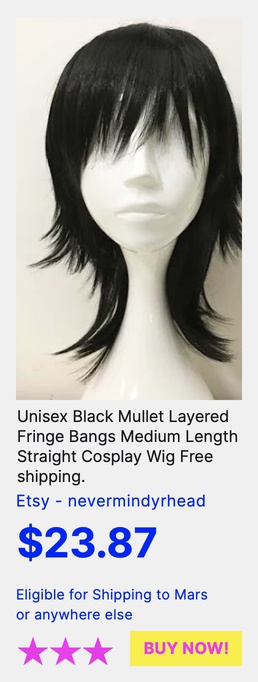 Unisex Black Mullet Layered
Fringe Bangs Medium Length
Straight Cosplay Wig Free
shipping.
Etsy - nevermindyrhead
$23.87
Eligible for Shipping to Mars
or anywhere else
BUY NOW!